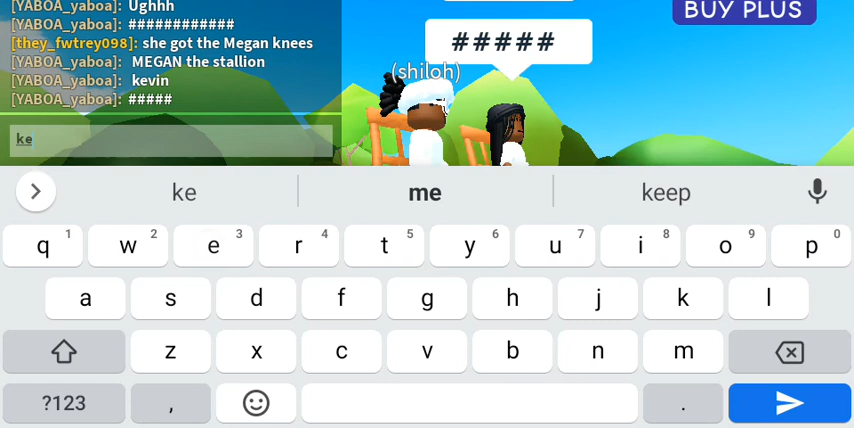 [YABOA_yaboa]: Ughhh
[YABOA_yaboa]: ############
[they_fwtrey098]: she got the Megan knees
[YABOA_yaboa]: MEGAN the stallion
[YABOA_yaboa]: kevin
[YABOA_yaboa]: #####
BUY PLUS
#####
(shiloh)
ke
ke me keep
q 1 w 2 e 3 r 4 t 5 y 6 u 7 i 8 o 9 p 0
a s d f g h j k l
z x c v b n m
?123 , .